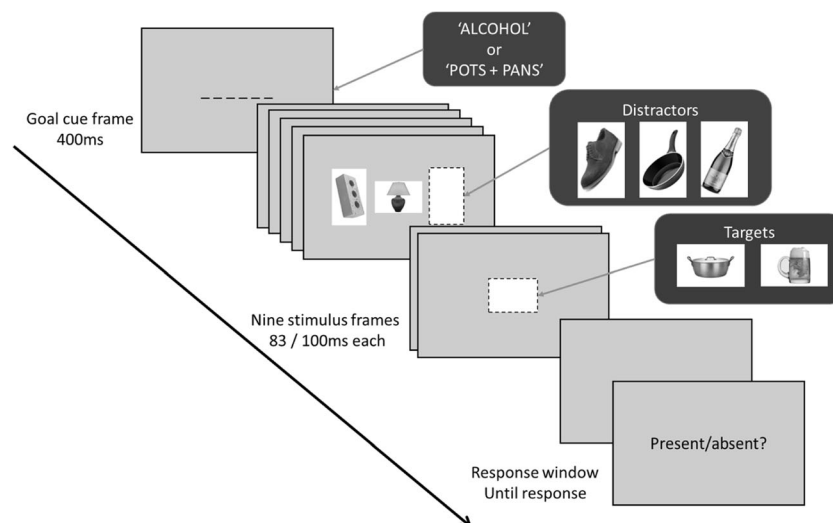 'ALCOHOL'
or
'POTS + PANS'
Goal cue frame
400ms
Distractors
Targets
Nine stimulus frames
83 / 100ms each
Present/absent?
Response window
Until response